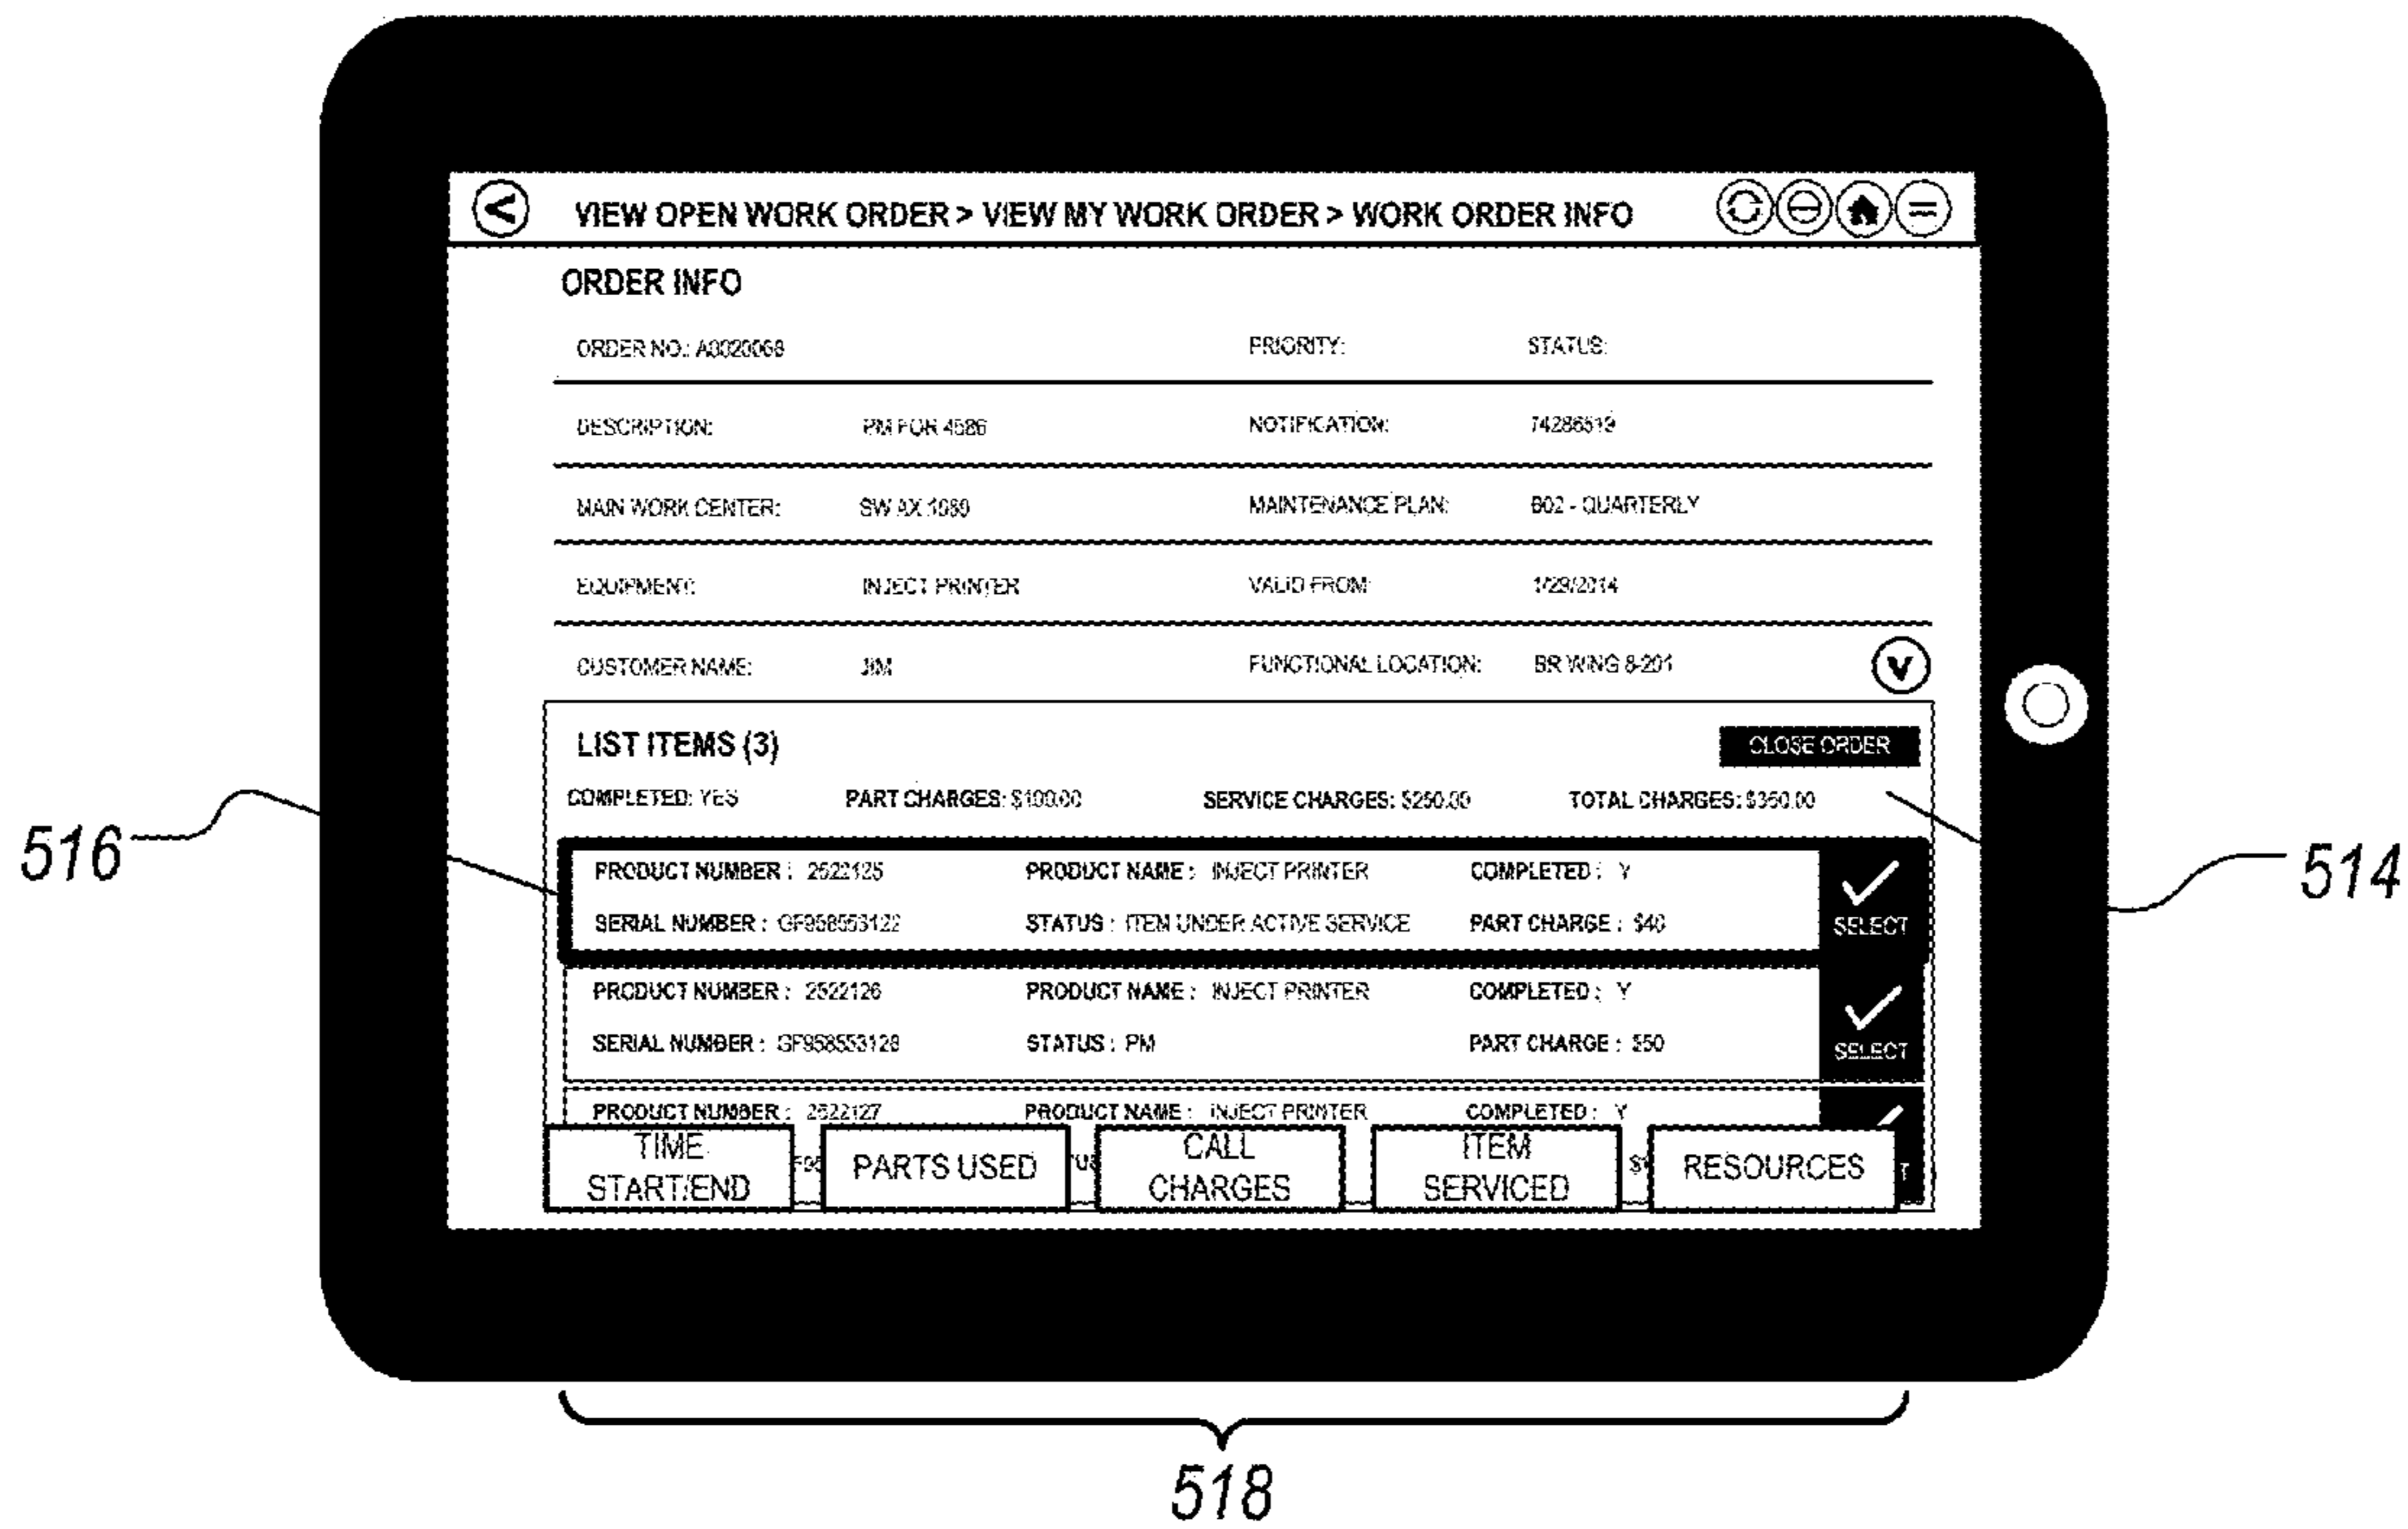 VIEW OPEN WORK ORDER > VIEW MY WORK ORDER > WORK ORDER INFO
ORDER INFO
ORDER NO.: A0020068 PRIORITY: STATUS:
DESCRIPTION: PM FOR 4586 NOTIFICATION: 74286519
MAIN WORK CENTER: SW AX 1080 MAINTENANCE PLAN: 602 - QUARTERLY
EQUIPMENT: INJECT PRINTER VALID FROM: 1/29/2014
CUSTOMER NAME: JIM FUNCTIONAL LOCATION: BR WING 8-201
LIST ITEMS (3) CLOSE ORDER
COMPLETED: YES PART CHARGES: $100.00 SERVICE CHARGES: $250.00 TOTAL CHARGES: $350.00
516
514
PRODUCT NUMBER : 2622125 PRODUCT NAME : INJECT PRINTER COMPLETED : Y
SERIAL NUMBER : GF958553122 STATUS : ITEM UNDER ACTIVE SERVICE PART CHARGE : $40 SELECT
PRODUCT NUMBER : 2522126 PRODUCT NAME : INJECT PRINTER COMPLETED : Y
SERIAL NUMBER : GF958553128 STATUS : PM PART CHARGE : $50 SELECT
PRODUCT NUMBER : 2622127 PRODUCT NAME : INJECT PRINTER COMPLETED : Y
TIME START/END PARTS USED CALL CHARGES ITEM SERVICED RESOURCES
518